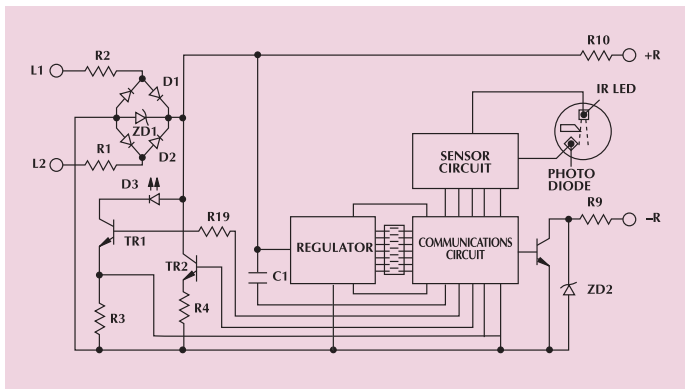 R10
+R
R2
L1
D1
IR LED
ZD1
SENSOR
CIRCUIT
R1
L2
D2
PHOTO
DIODE
D3
R9
–R
R19
TR1
REGULATOR
COMMUNICATIONS
CIRCUIT
TR2
C1
ZD2
R3
R4